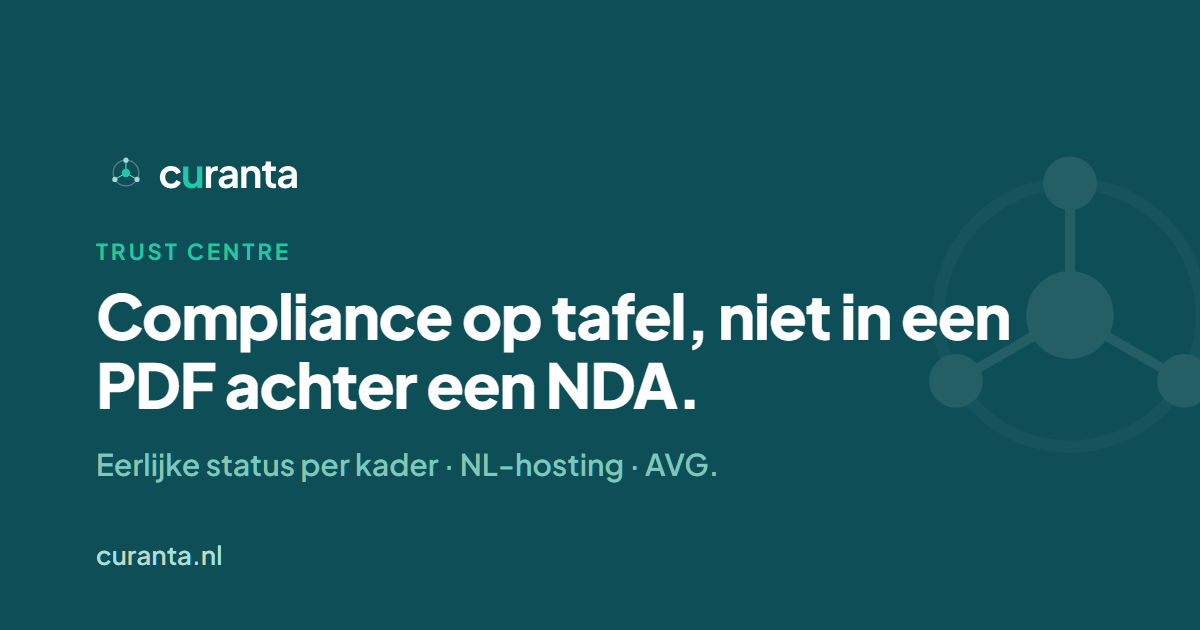 curanta
TRUST CENTRE
Compliance op tafel, niet in een
PDF achter een NDA.
Eerlijke status per kader · NL-hosting · AVG.
curanta.nl